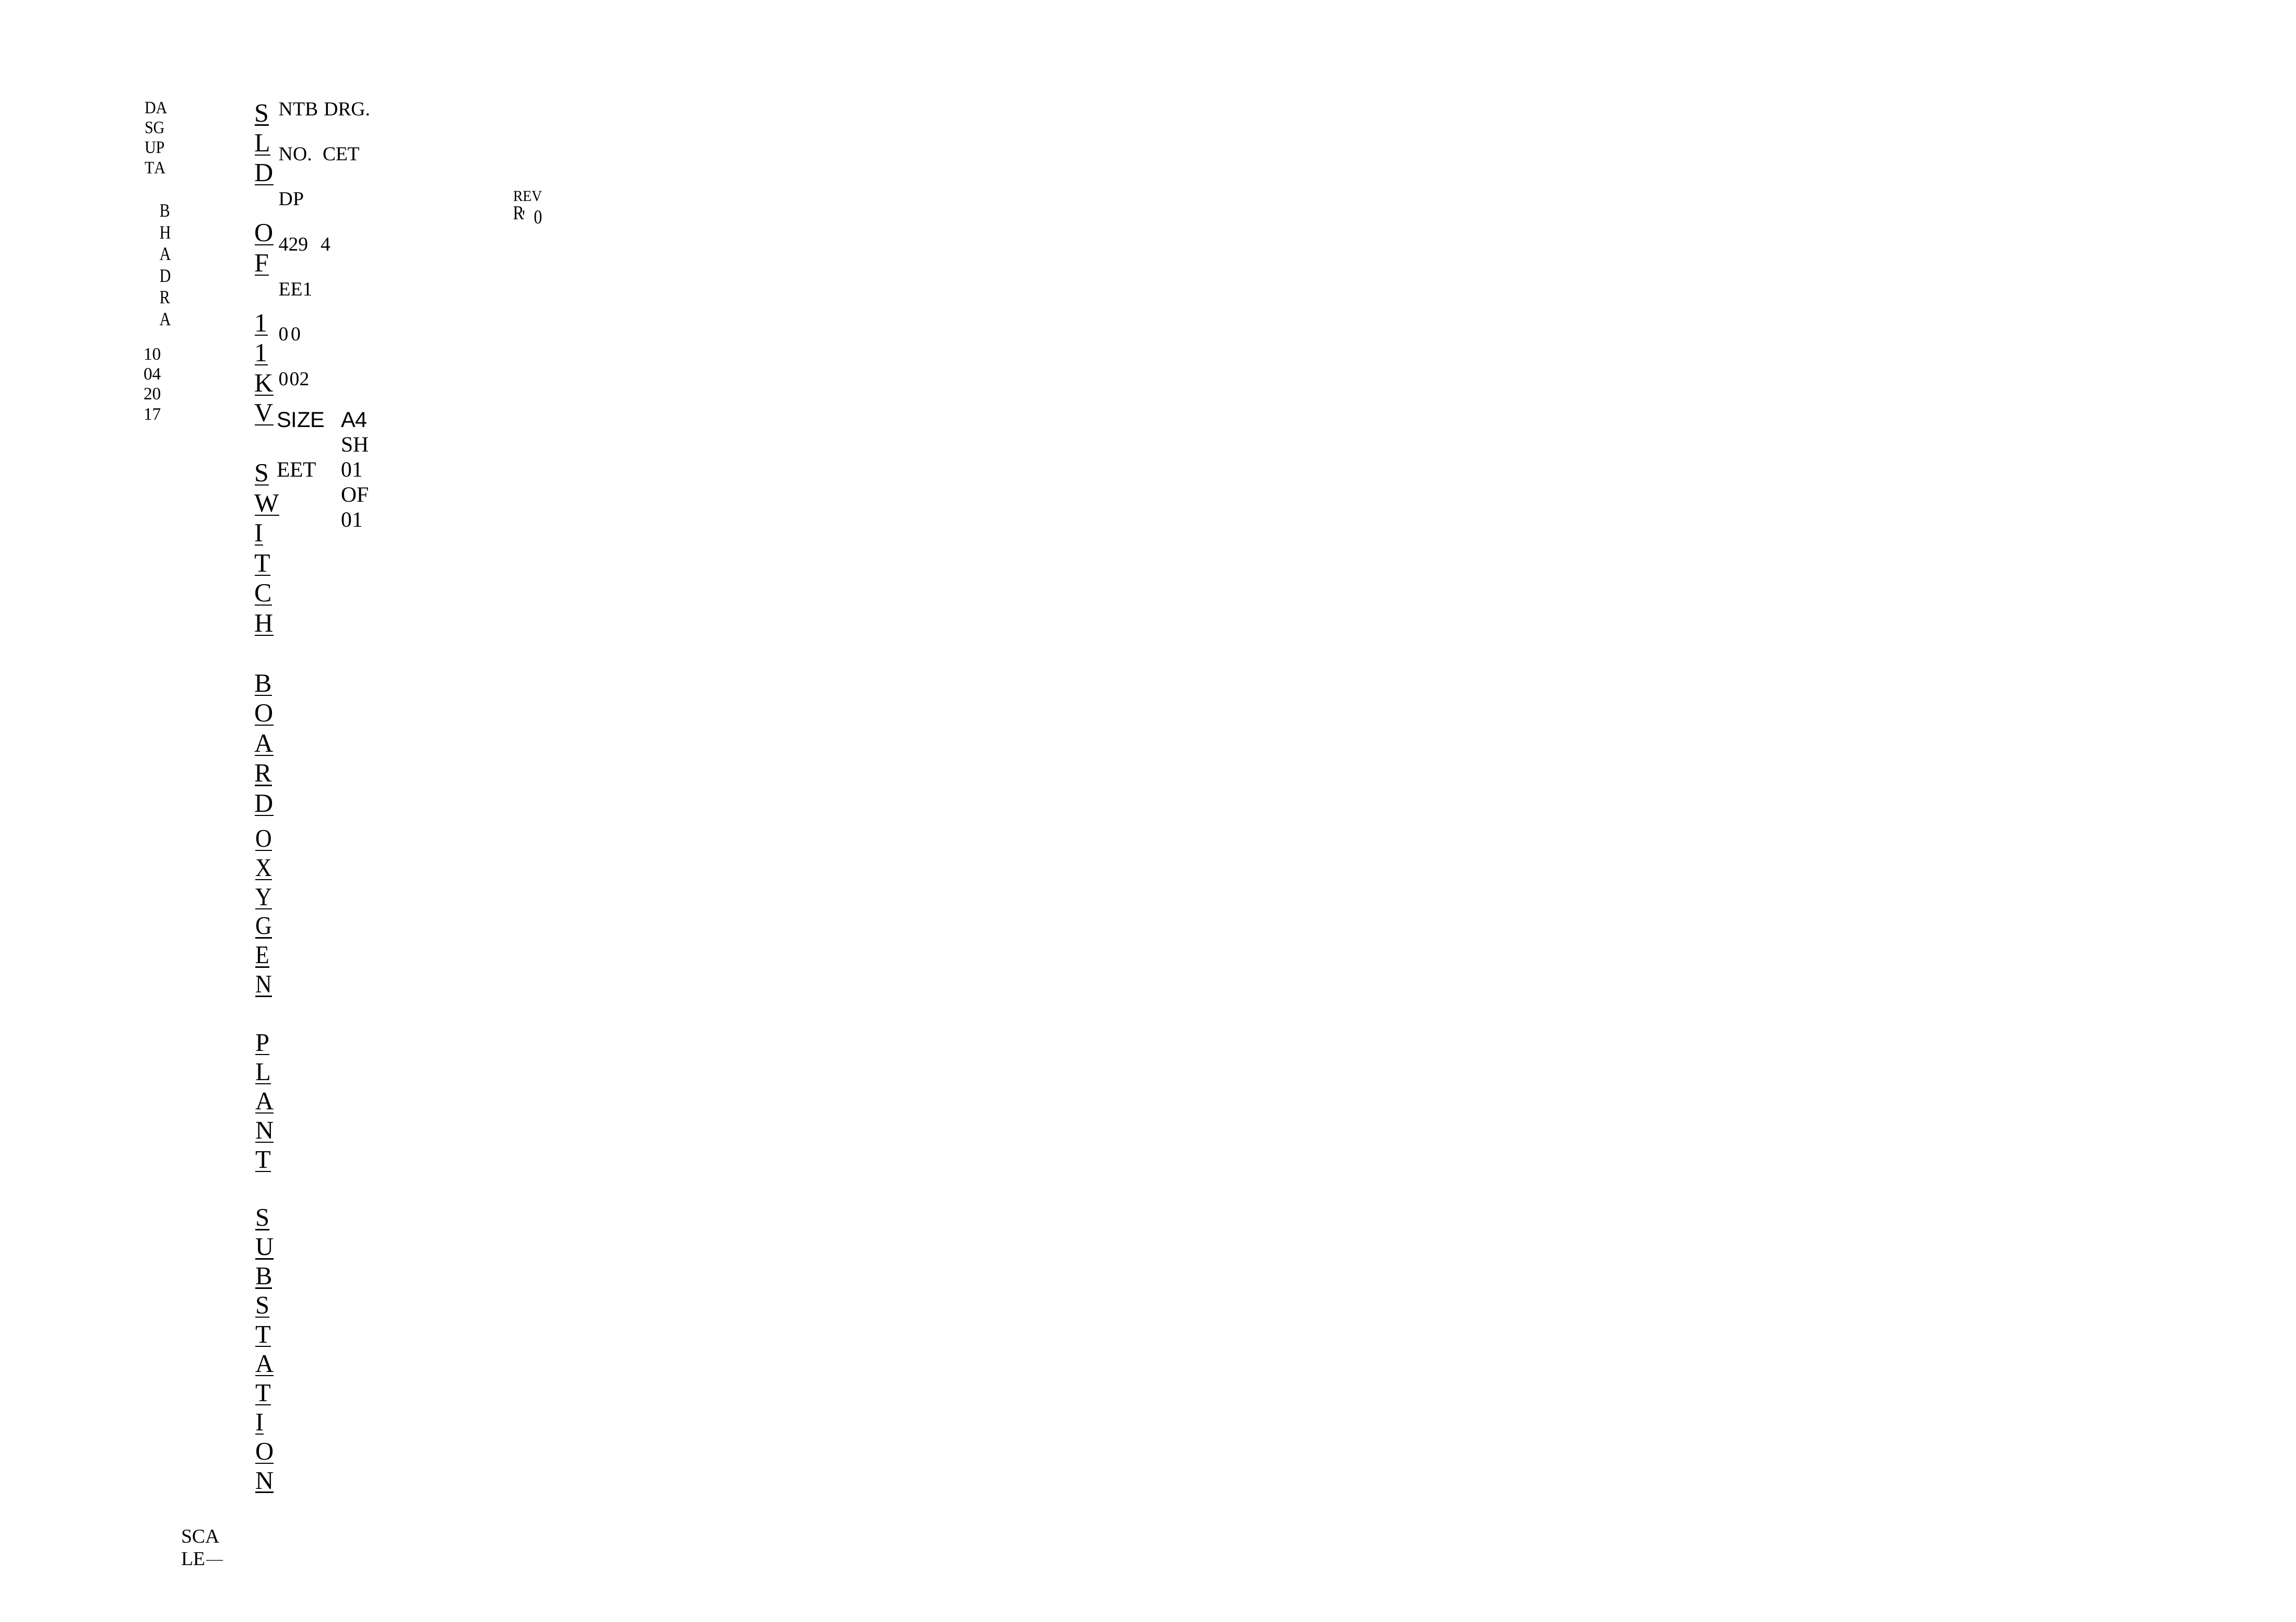 DA
SG
UP
TA
B
H
A
D
R
A
10
04
20
17
S
L
D
O
F
1
1
K
V
S
W
I
T
C
H
B
O
A
R
D
O
X
Y
G
E
N
P
L
A
N
T
S
U
B
S
T
A
T
I
O
N
NTB DRG.
NO. CET
DP
429 4
EE1
00
002
SIZE A4
SH
EET 01
OF
01
REV
R' 0
SCA
LE—